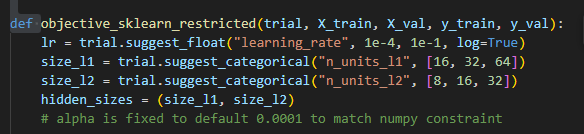 def objective_sklearn_restricted(trial, X_train, X_val, y_train, y_val):
    lr = trial.suggest_float("learning_rate", 1e-4, 1e-1, log=True)
    size_l1 = trial.suggest_categorical("n_units_l1", [16, 32, 64])
    size_l2 = trial.suggest_categorical("n_units_l2", [8, 16, 32])
    hidden_sizes = (size_l1, size_l2)
    # alpha is fixed to default 0.0001 to match numpy constraint